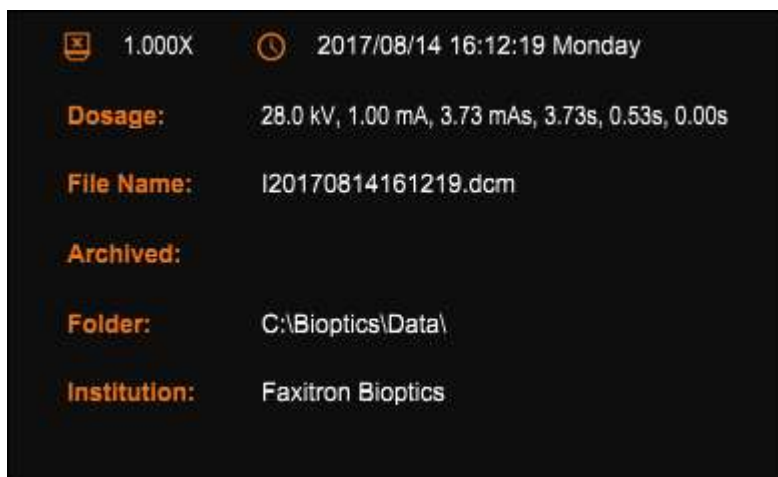 1.000X 2017/08/14 16:12:19 Monday
Dosage: 28.0 kV, 1.00 mA, 3.73 mAs, 3.73s, 0.53s, 0.00s
File Name: I20170814161219.dcm
Archived:
Folder: C:\Bioptics\Data\
Institution: Faxitron Bioptics